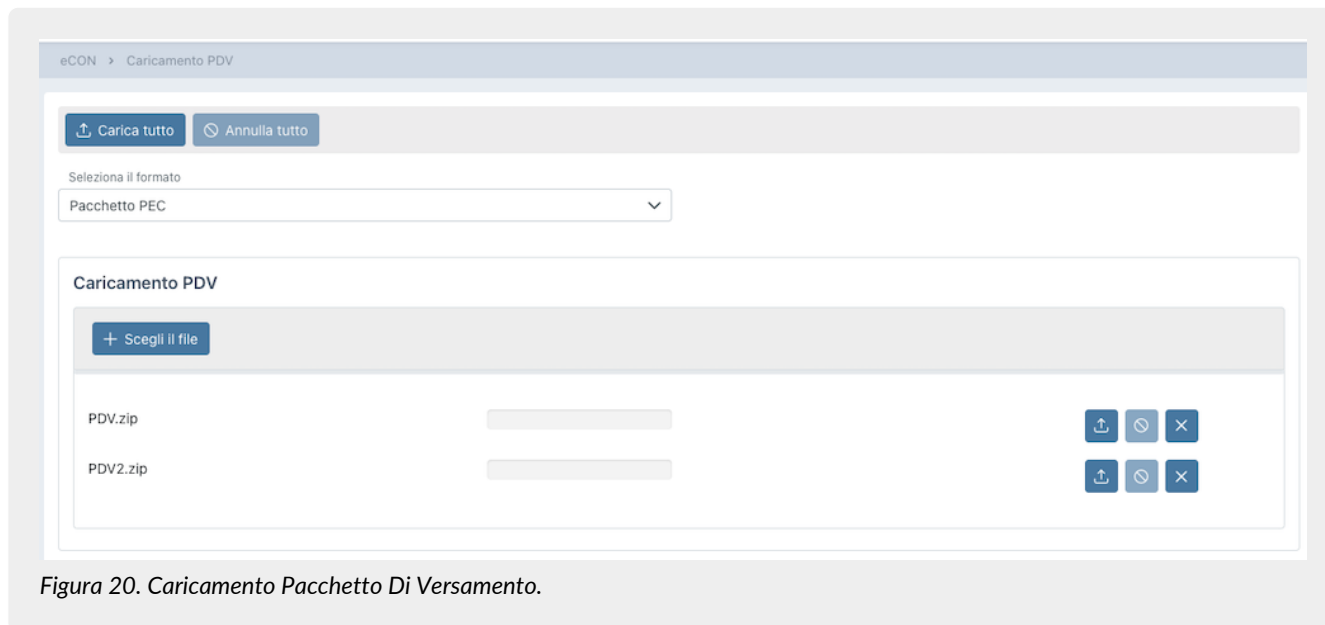 eCON > Caricamento PDV
Carica tutto Annulla tutto
Seleziona il formato
Pacchetto PEC
Caricamento PDV
+ Scegli il file
PDV.zip
PDV2.zip
Figura 20. Caricamento Pacchetto Di Versamento.